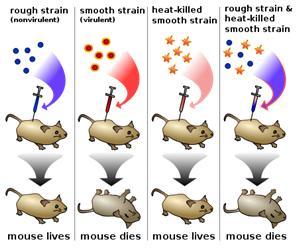 rough strain
(nonvirulent)
smooth strain
(virulent)
heat-killed
smooth strain
rough strain &
heat-killed
smooth strain
mouse lives
mouse dies
mouse lives
mouse dies